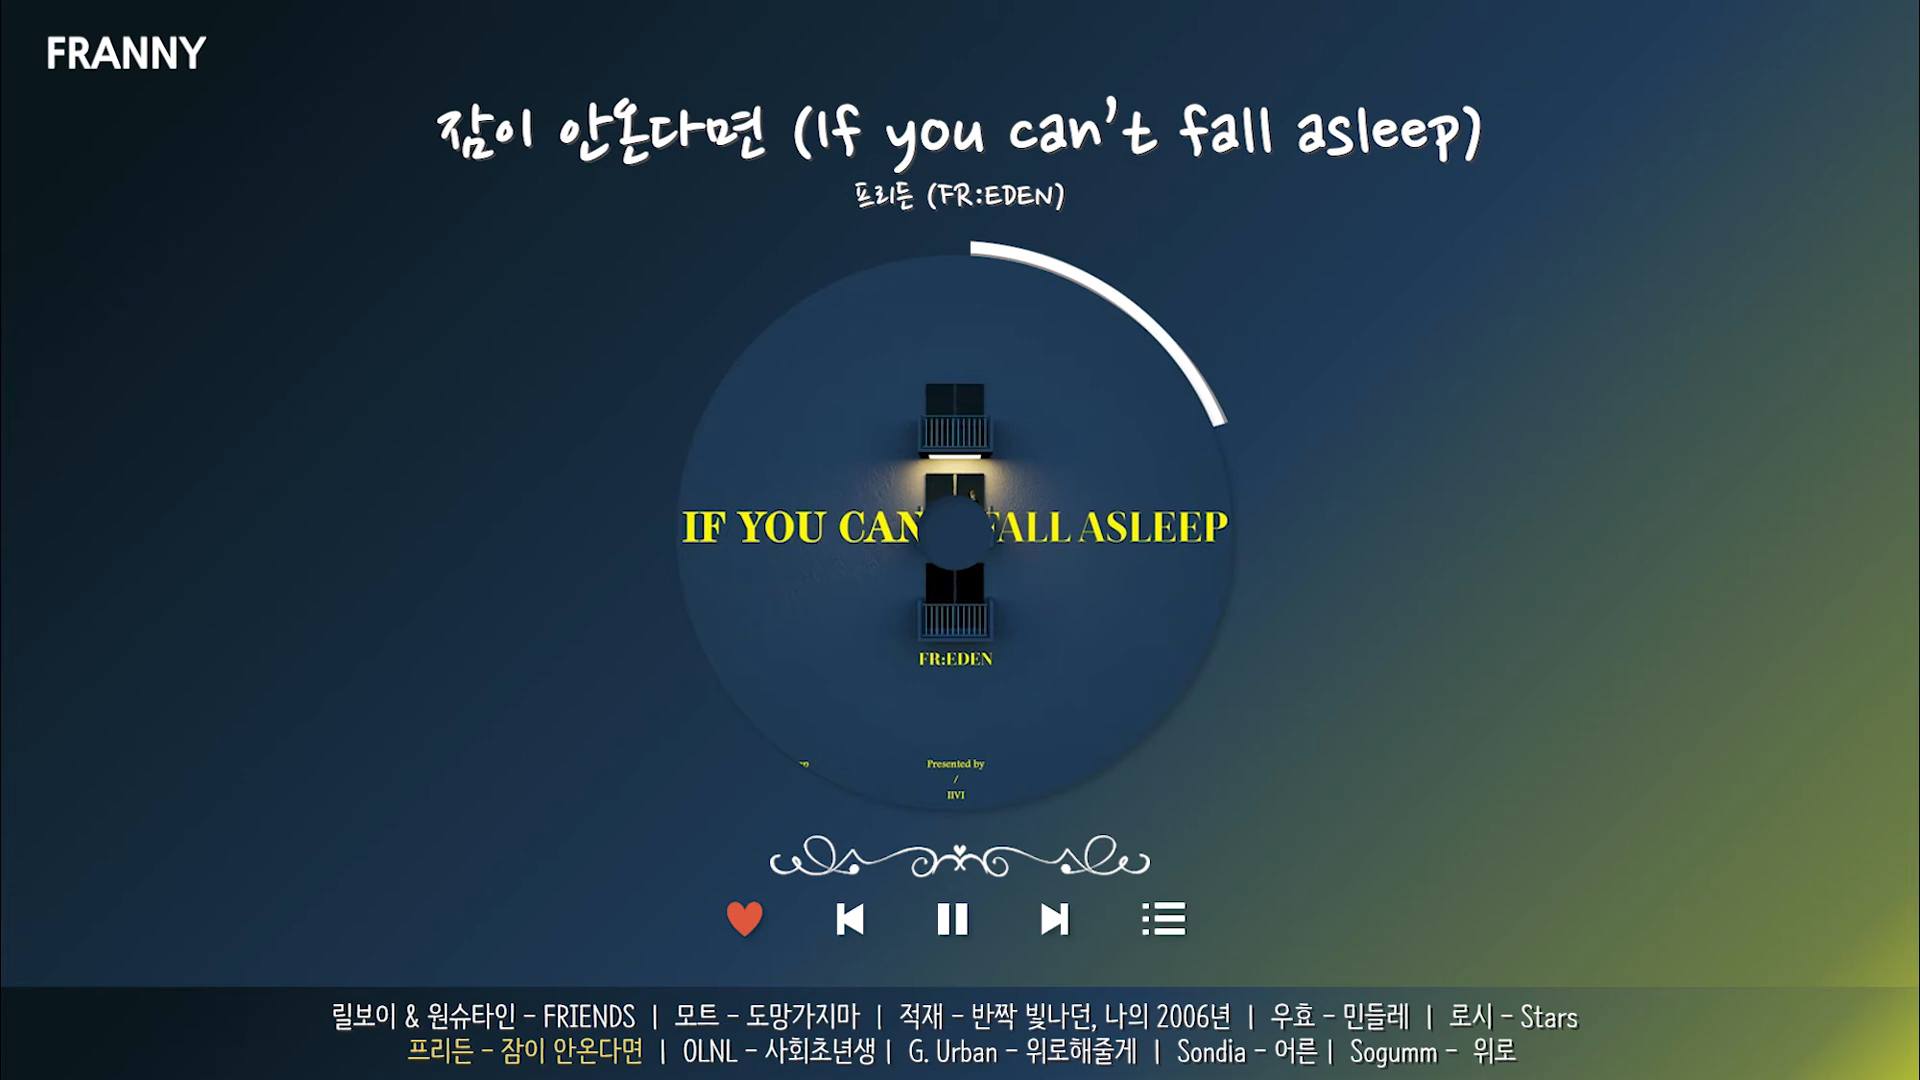 FRANNY
잠이 안온다면 (If you can't fall asleep)
프리든 (FR:EDEN)
IF YOU CAN FALL ASLEEP
FR:EDEN
Presented by
/
IIVI
릴보이 & 원슈타인 - FRIENDS | 모트 - 도망가지마 | 적재 - 반짝 빛나던, 나의 2006년 | 우효 - 민들레 | 로시 - Stars
프리든 - 잠이 안온다면 | OLNL - 사회초년생 | G. Urban - 위로해줄게 | Sondia - 어른 | Sogumm - 위로